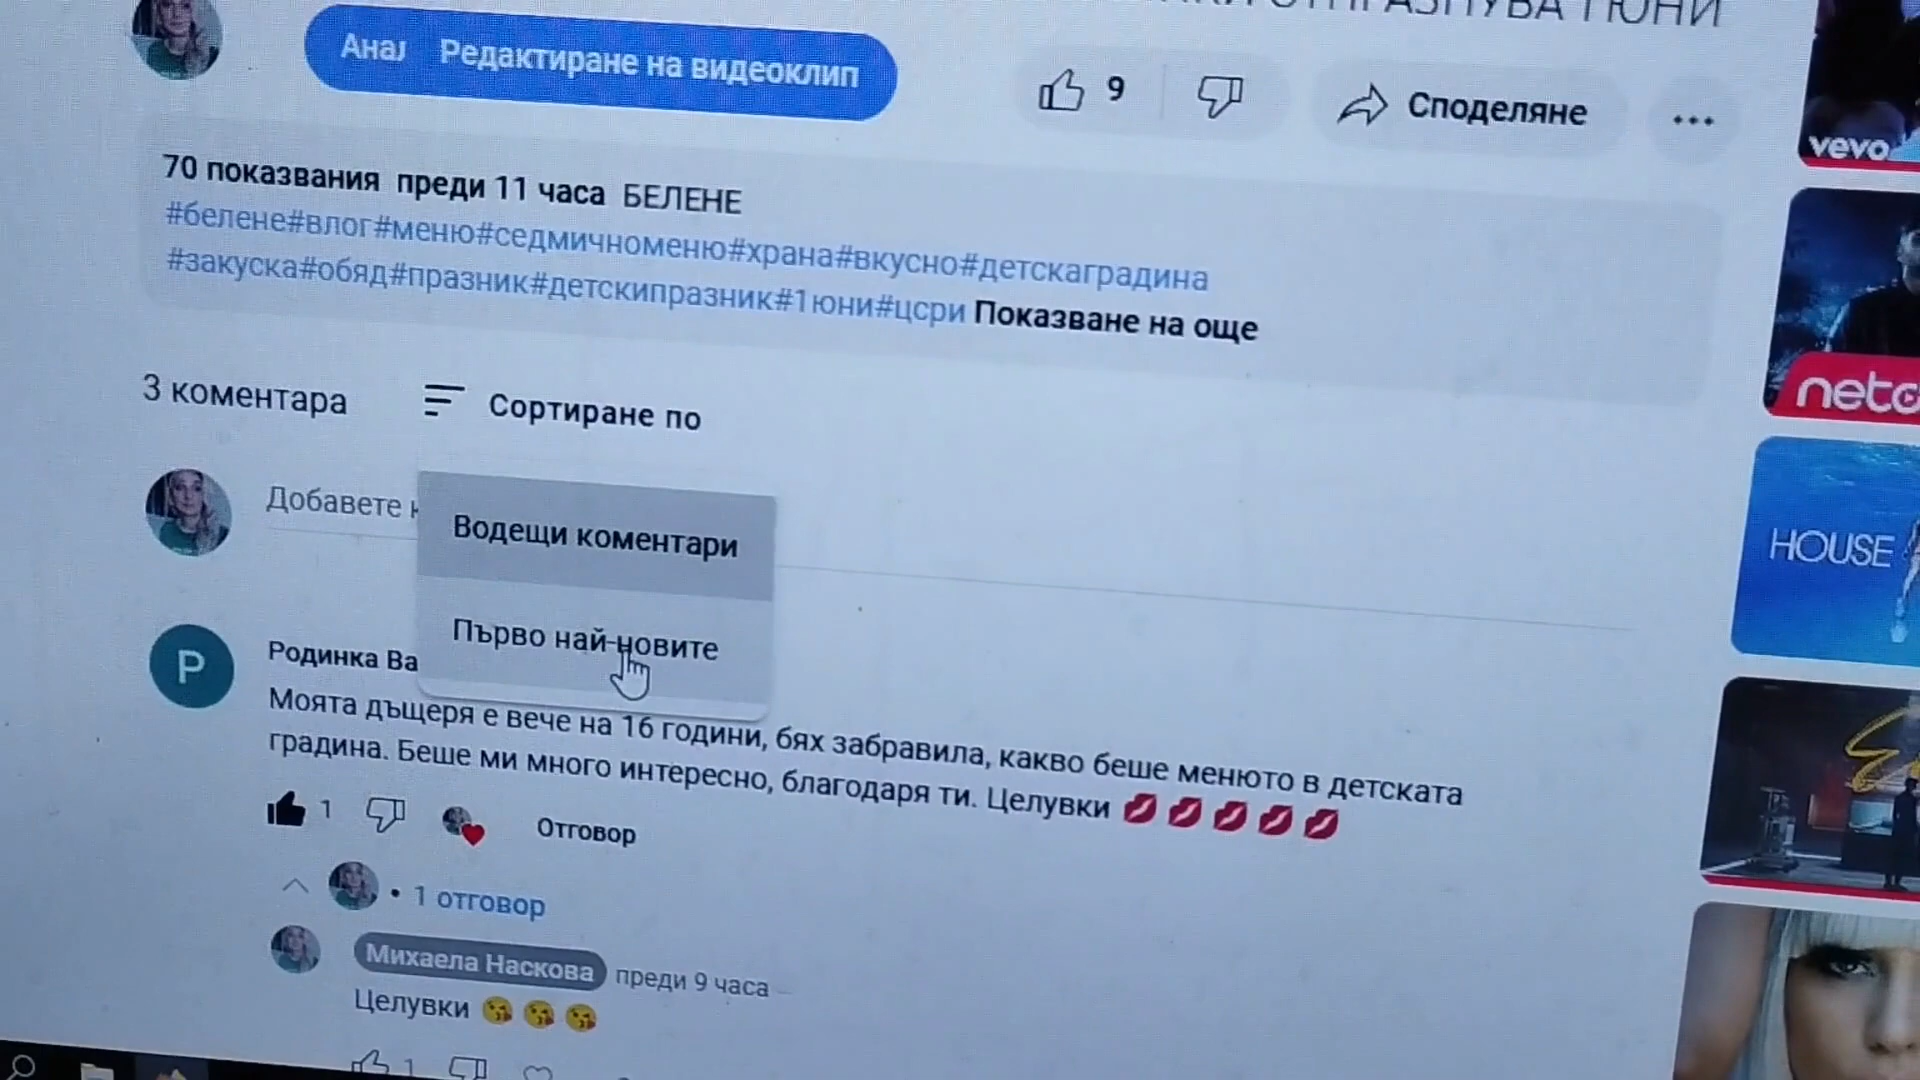 1 ЮНИ
Редактиране на видеоклип
9
Споделяне
vevo
70 показвания преди 11 часа БЕЛЕНЕ
#белене#влог#меню#седмичноменю#храна#вкусно#детскаградина
#закуска#обяд#празник#детскипразник#1юни#цсри Показване на още
3 коментара
Сортиране по
Добавете
Водещи коментари
HOUSE
Първо най-новите
Р
Родинка Ва
Моята дъщеря е вече на 16 години, бях забравила, какво беше менюто в детската
градина. Беше ми много интересно, благодаря ти. Целувки 💋💋💋💋💋
1
Отговор
• 1 отговор
Михаела Наскова преди 9 часа
Целувки 😘😘😘
1